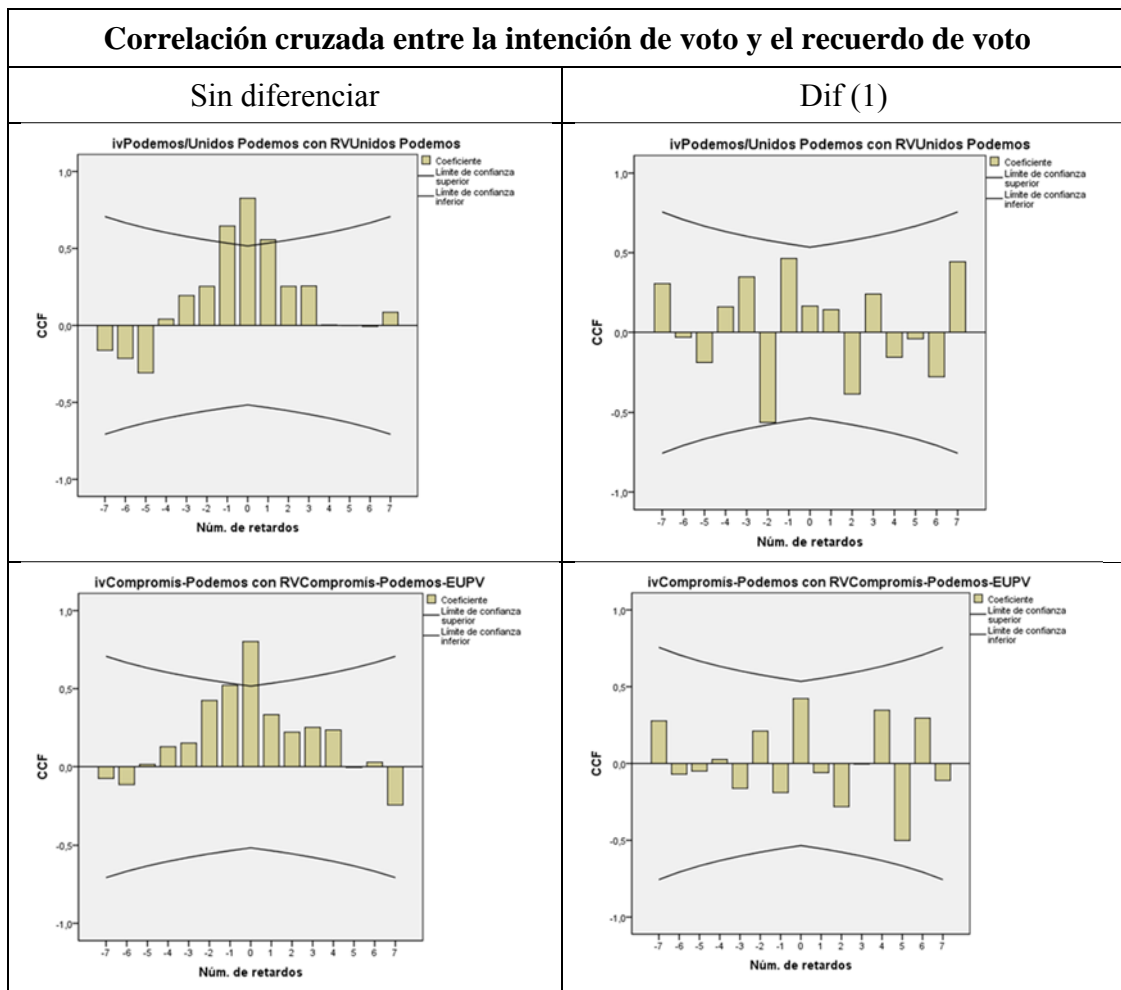 Correlación cruzada entre la intención de voto y el recuerdo de voto
Sin diferenciar
Dif (1)
ivPodemos/Unidos Podemos con RVUnidos Podemos
Coeficiente
Límite de confianza
superior
Límite de confianza
inferior
1,0
0,5
0,0
-0,5
-1,0
CCF
-7 -6 -5 -4 -3 -2 -1 0 1 2 3 4 5 6 7
Núm. de retardos
ivPodemos/Unidos Podemos con RVUnidos Podemos
Coeficiente
Límite de confianza
superior
Límite de confianza
inferior
1,0
0,5
0,0
-0,5
-1,0
CCF
-7 -6 -5 -4 -3 -2 -1 0 1 2 3 4 5 6 7
Núm. de retardos
ivCompromís-Podemos con RVCompromís-Podemos-EUPV
Coeficiente
Límite de confianza
superior
Límite de confianza
inferior
1,0
0,5
0,0
-0,5
-1,0
CCF
-7 -6 -5 -4 -3 -2 -1 0 1 2 3 4 5 6 7
Núm. de retardos
ivCompromís-Podemos con RVCompromís-Podemos-EUPV
Coeficiente
Límite de confianza
superior
Límite de confianza
inferior
1,0
0,5
0,0
-0,5
-1,0
CCF
-7 -6 -5 -4 -3 -2 -1 0 1 2 3 4 5 6 7
Núm. de retardos